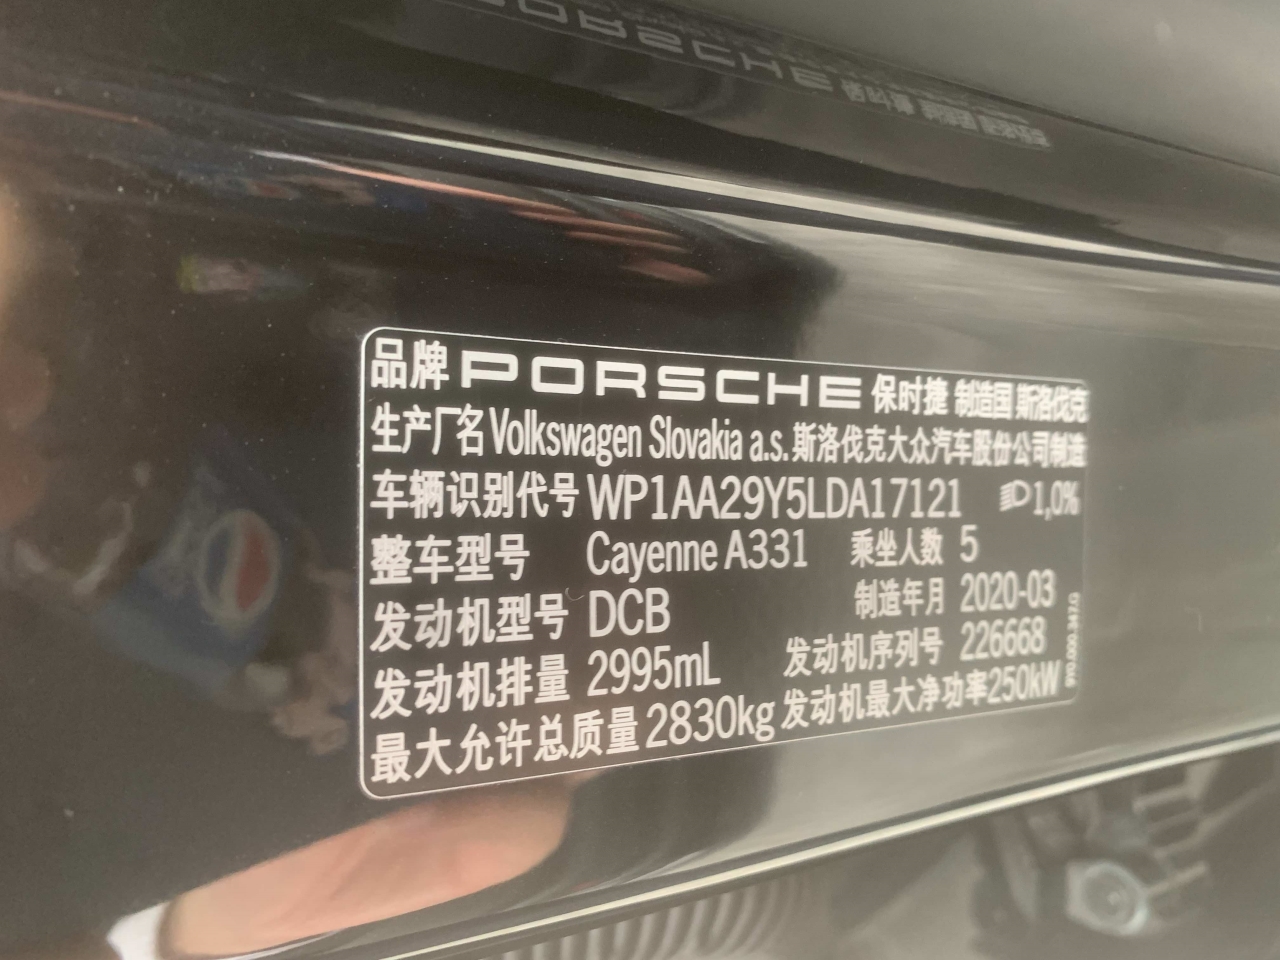 品牌 PORSCHE 保时捷 制造国 斯洛伐克
生产厂名 Volkswagen Slovakia a.s. 斯洛伐克大众汽车股份公司制造
车辆识别代号 WP1AA29Y5LDA17121 1,0%
整车型号 Cayenne A331 乘坐人数 5
发动机型号 DCB 制造年月 2020-03
发动机排量 2995mL 发动机序列号 226668
最大允许总质量 2830kg 发动机最大净功率 250kW